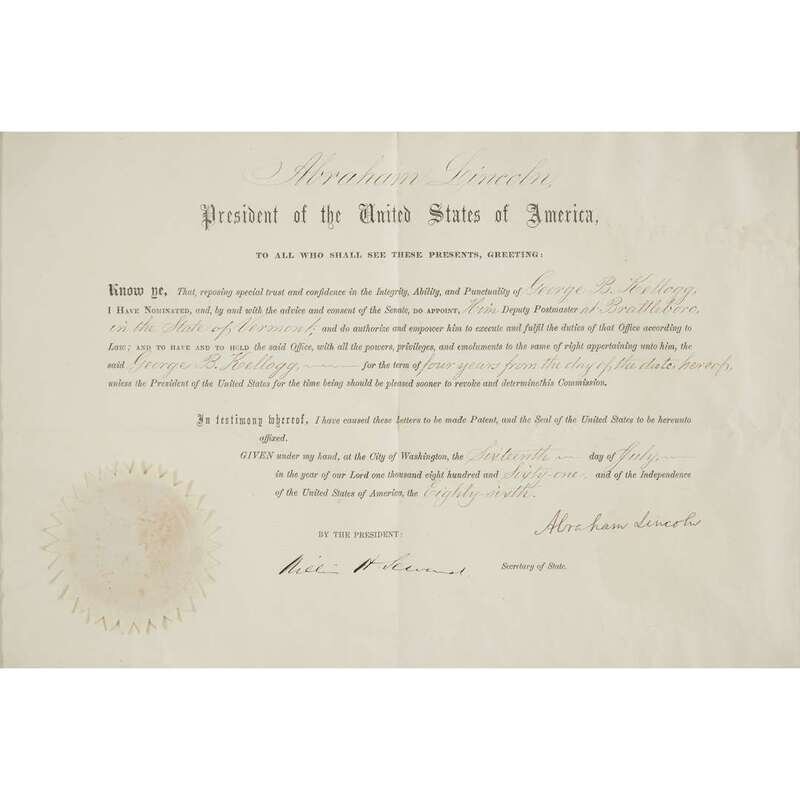 Abraham Lincoln,
President of the United States of America,
TO ALL WHO SHALL SEE THESE PRESENTS, GREETING:
Know ye, That, reposing special trust and confidence in the Integrity, Ability, and Punctuality of George B. Kellogg,
I HAVE NOMINATED, and, by and with the advice and consent of the Senate, DO APPOINT, Him Deputy Postmaster at Brattleboro,
in the State of Vermont; and do authorize and empower him to execute and fulfil the duties of that Office according to
Law; AND TO HAVE AND TO HOLD the said Office, with all the powers, privileges, and emoluments to the same of right appertaining unto him, the
said George B. Kellogg, for the term of four years from the day of the date hereof,
unless the President of the United States for the time being should be pleased sooner to revoke and determinethis Commission.
In testimony whereof, I have caused these Letters to be made Patent, and the Seal of the United States to be hereunto
affixed.
GIVEN under my hand, at the City of Washington, the Sixteenth day of July,
in the year of our Lord one thousand eight hundred and Sixty-one, and of the Independence
of the United States of America, the Eighty-sixth.
Abraham Lincoln
BY THE PRESIDENT:
William H Seward Secretary of State.